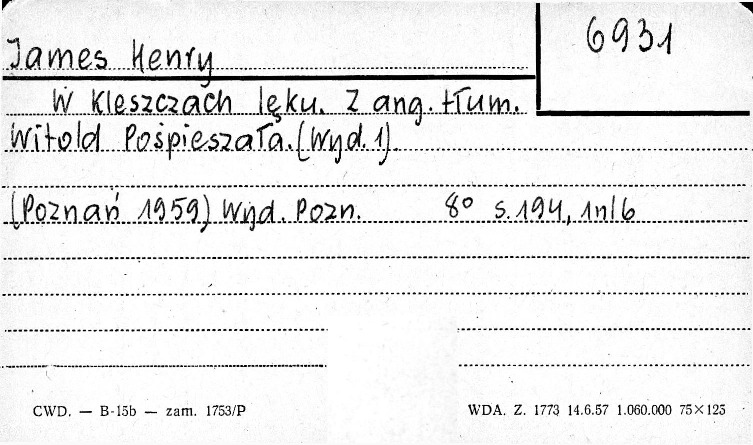 6931
James Henry
W Kleszczach lęku. Z ang. tłum.
Witold Pośpieszała. (Wyd. 1).
(Poznań 1959) Wyd. Pozn. 8° s. 194, 1nlb
CWD. — B-15b — zam. 1753/P WDA. Z. 1773 14.6.57 1.060.000 75×125